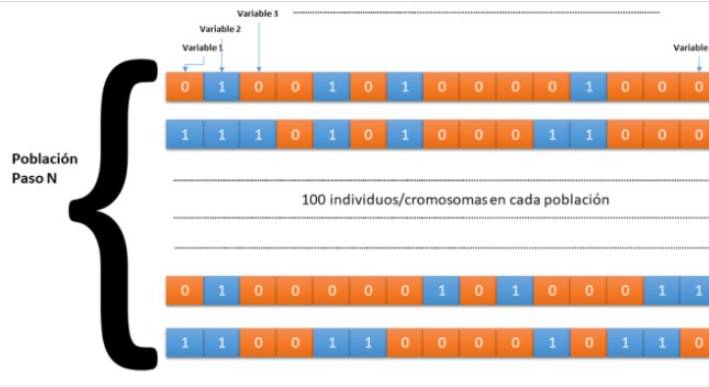 Variable 3
Variable 2
Variable 1
Variable
0 1 0 0 1 0 1 0 0 0 0 1 0 0 0
1 1 1 0 1 0 1 0 0 0 1 1 0 0 0
Población
Paso N
100 individuos/cromosomas en cada población
0 1 0 0 0 0 0 1 0 1 0 0 0 1 1
1 1 0 0 1 1 0 0 0 0 1 0 1 1 0